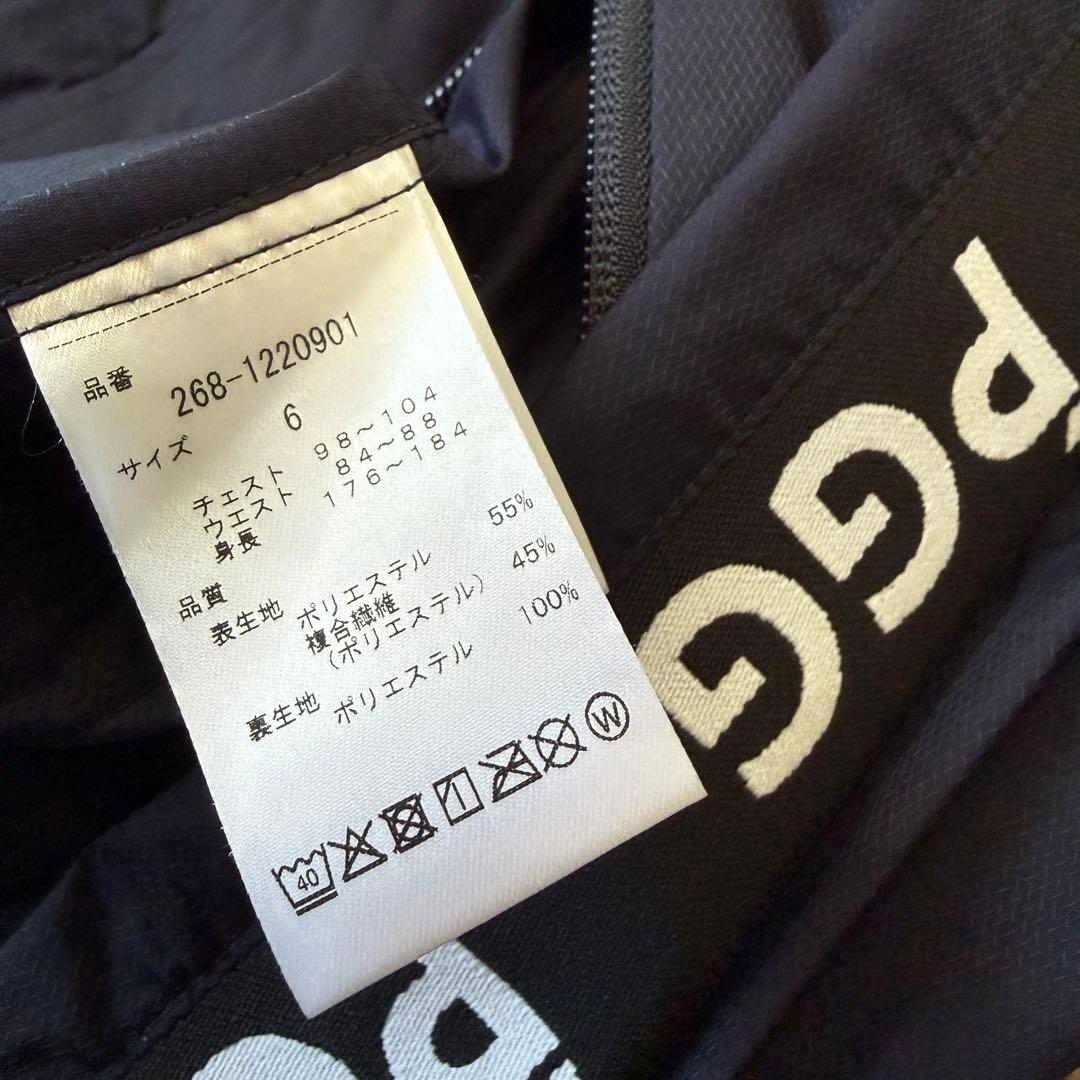 品番 268-1220901
サイズ 6
チェスト 98~104
ウエスト 84~88
身長 176~184
品質
表生地 ポリエステル 55%
複合繊維 45%
(ポリエステル)
裏生地 ポリエステル 100%
40
W
PGG